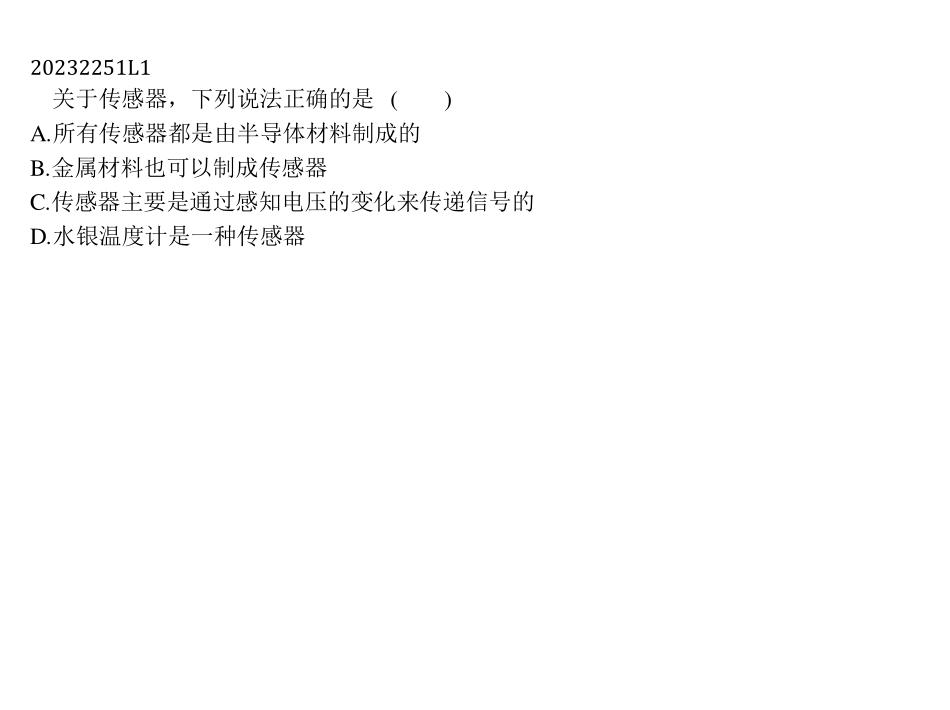 20232251L1
关于传感器，下列说法正确的是 (　　)
A.所有传感器都是由半导体材料制成的
B.金属材料也可以制成传感器
C.传感器主要是通过感知电压的变化来传递信号的
D.水银温度计是一种传感器